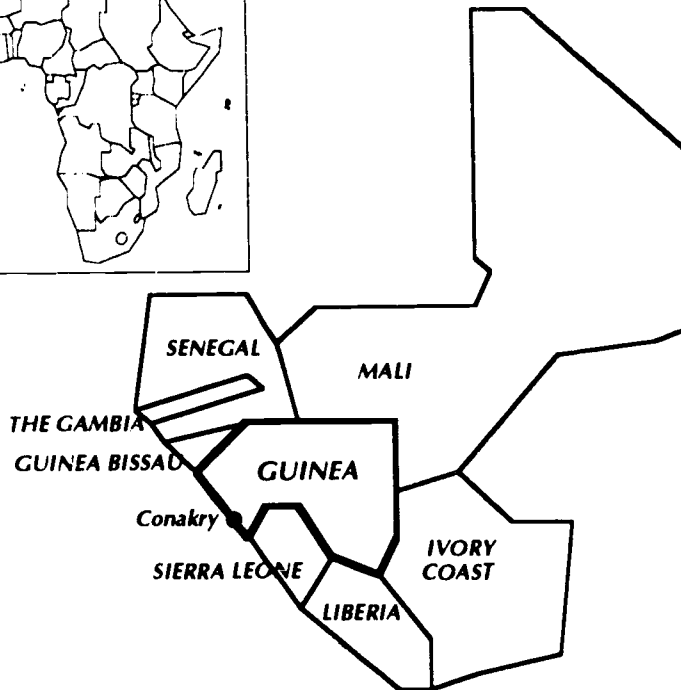 SENEGAL
MALI
THE GAMBIA
GUINEA BISSAU
GUINEA
Conakry
IVORY
COAST
SIERRA LEONE
LIBERIA